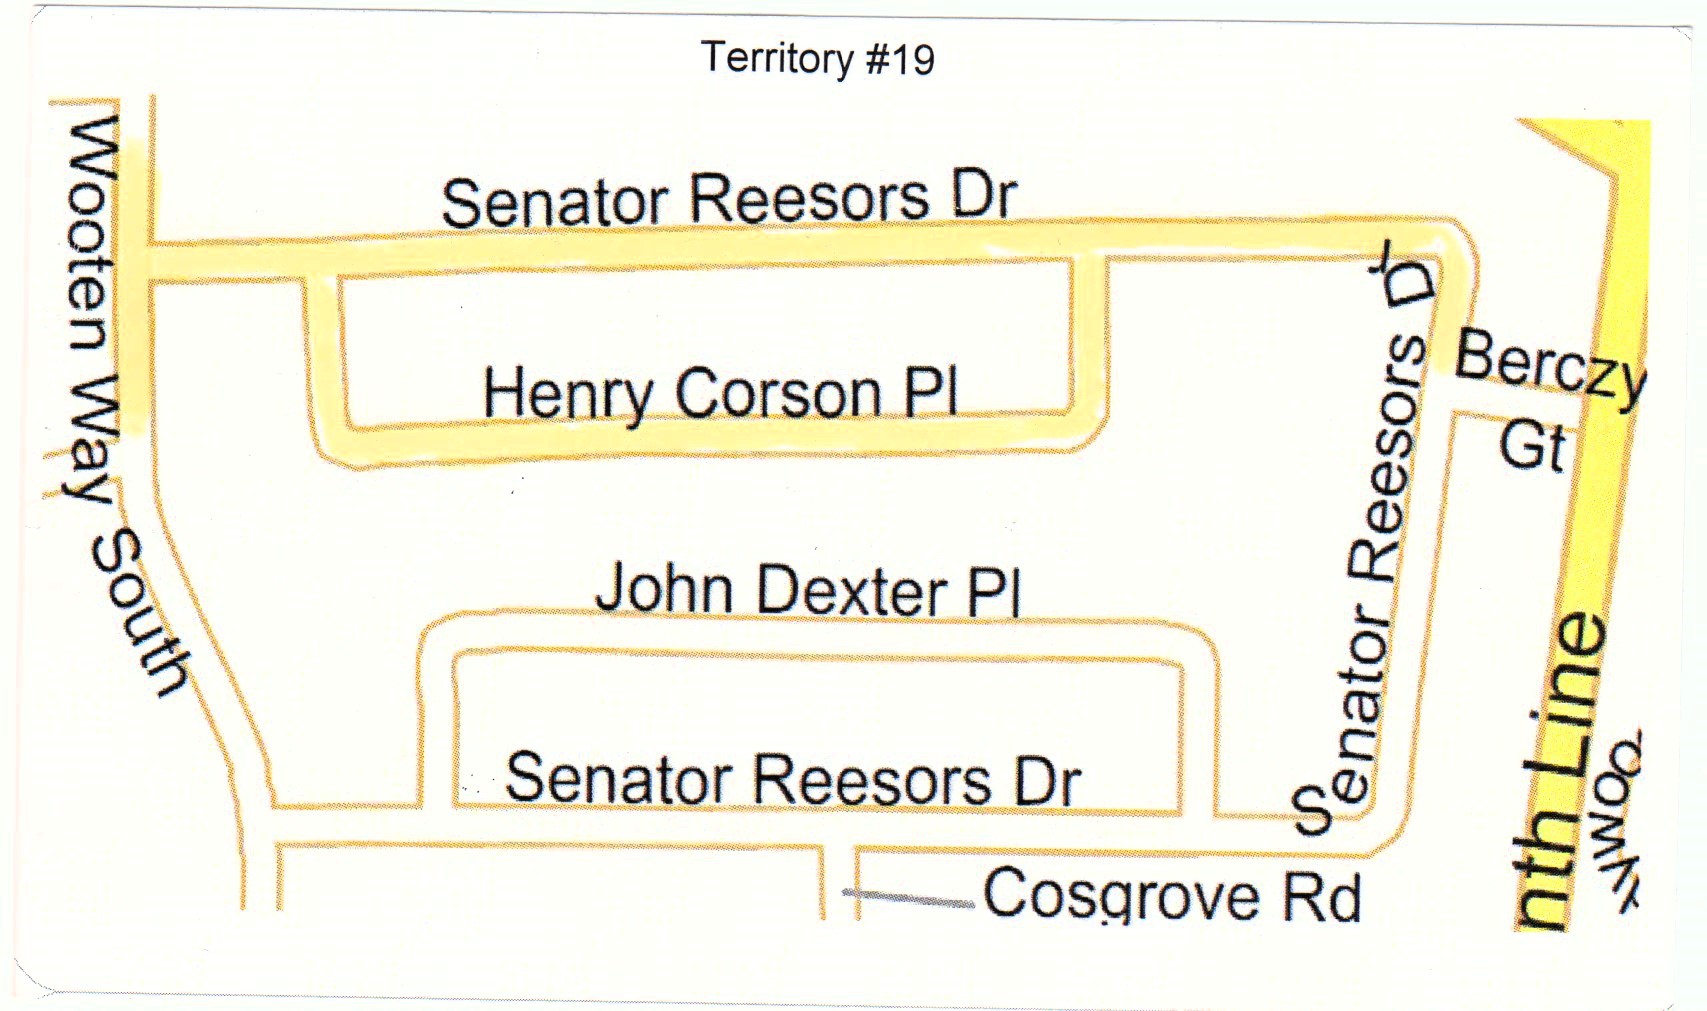 Territory #19
Wooten Way South
Senator Reesors Dr
Henry Corson Pl
Senator Reesors Dr
Berczy
Gt
John Dexter Pl
Senator Reesors Dr
nth Line
Cosgrove Rd